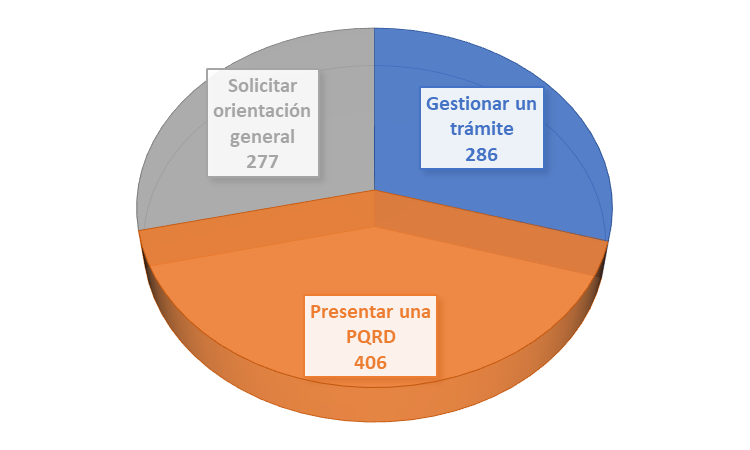 Solicitar
orientación
general
277
Gestionar un
trámite
286
Presentar una
PQRD
406